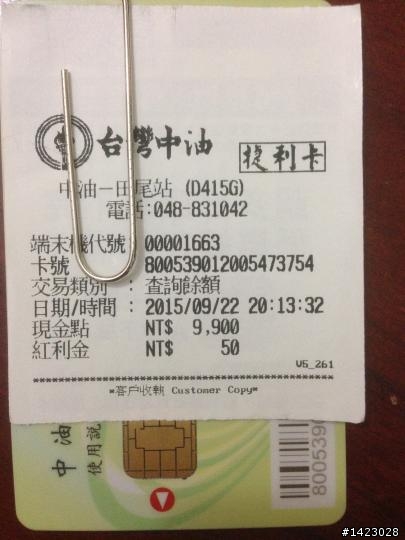 台灣中油 捷利卡
中油－田尾站 (D415G)
電話:048-831042
端末機代號 : 00001663
卡號 : 800539012005473754
交易類別 : 查詢餘額
日期/時間 : 2015/09/22 20:13:32
現金點 NT$ 9,900
紅利金 NT$ 50
V5_261
*客戶收執 Customer Copy*
中油
使用說
800539
#1423028